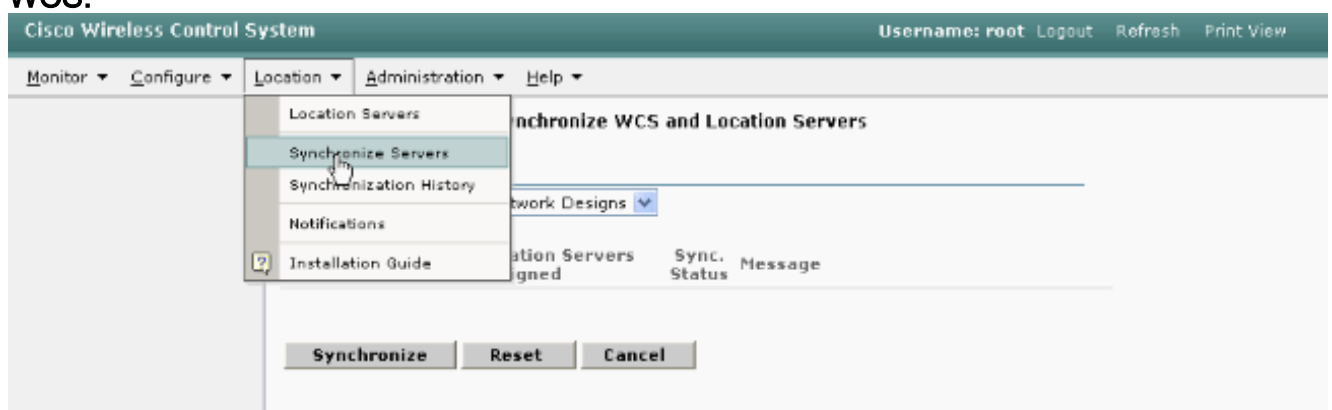 WCS.
Cisco Wireless Control System Username: root Logout Refresh Print View
Monitor Configure Location Administration Help
Location Servers
nchronize WCS and Location Servers
Synchronize Servers
Synchronization History
twork Designs
Notifications
ation Servers Sync. Message
igned Status
Installation Guide
Synchronize Reset Cancel